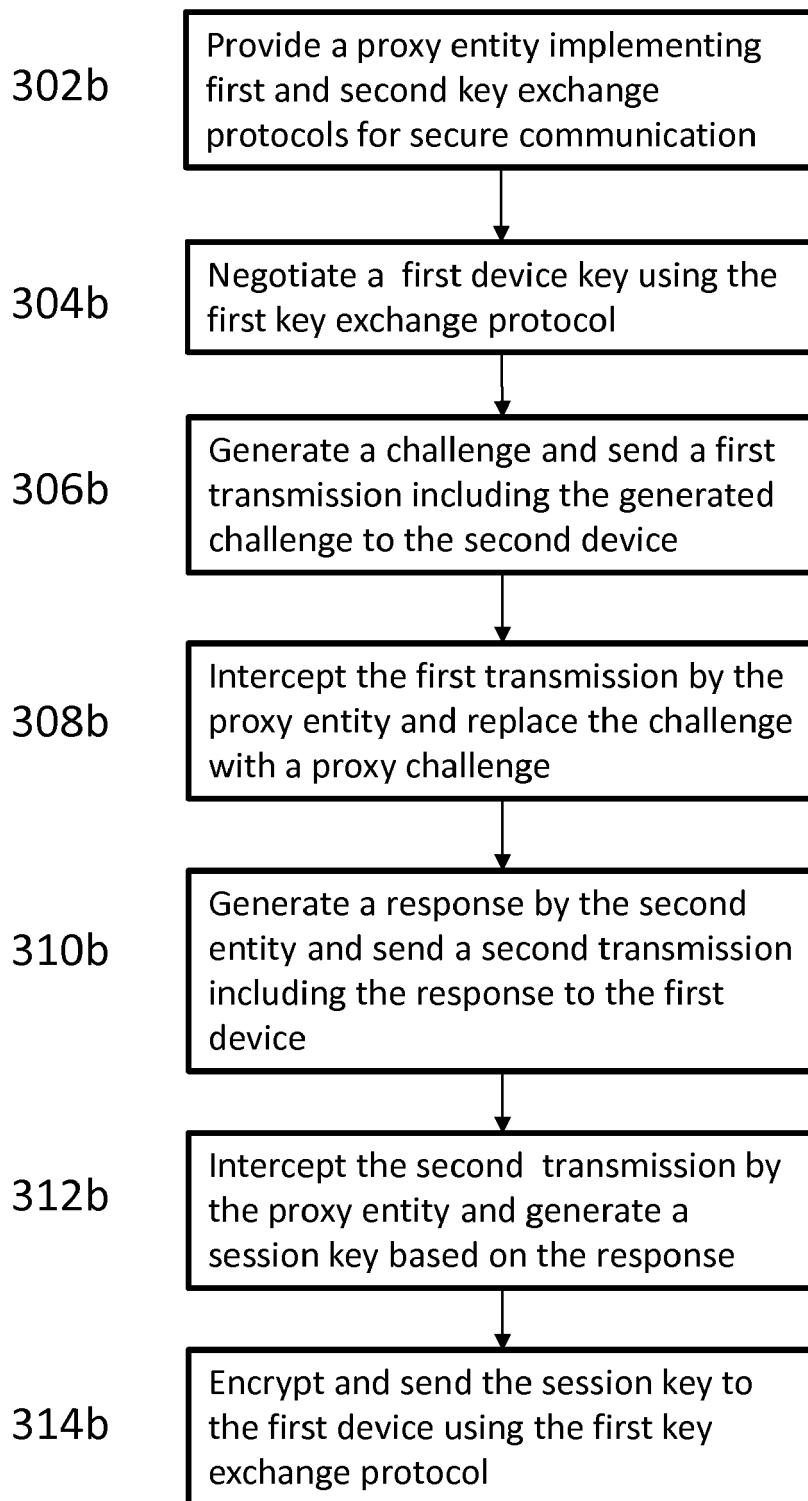 302b
Provide a proxy entity implementing
first and second key exchange
protocols for secure communication
304b
Negotiate a first device key using the
first key exchange protocol
306b
Generate a challenge and send a first
transmission including the generated
challenge to the second device
308b
Intercept the first transmission by the
proxy entity and replace the challenge
with a proxy challenge
310b
Generate a response by the second
entity and send a second transmission
including the response to the first
device
312b
Intercept the second transmission by
the proxy entity and generate a
session key based on the response
314b
Encrypt and send the session key to
the first device using the first key
exchange protocol